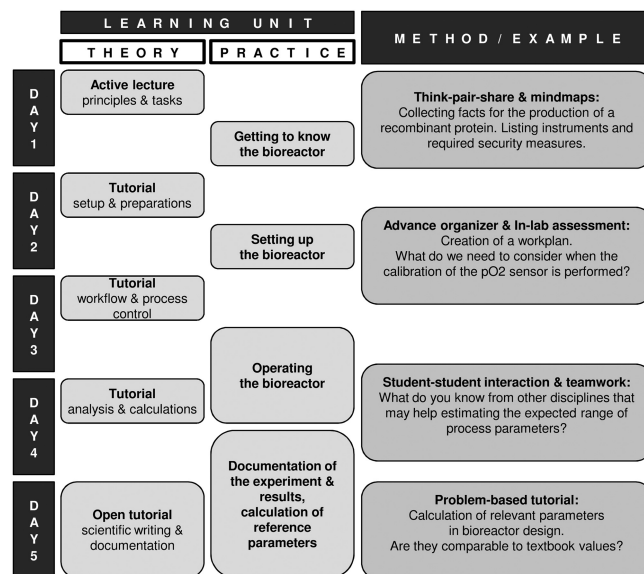 LEARNING UNIT
METHOD / EXAMPLE
THEORY
PRACTICE
DAY 1
Active lecture
principles & tasks
Getting to know
the bioreactor
Think-pair-share & mindmaps:
Collecting facts for the production of a
recombinant protein. Listing instruments and
required security measures.
DAY 2
Tutorial
setup & preparations
Setting up
the bioreactor
Advance organizer & In-lab assessment:
Creation of a workplan.
What do we need to consider when the
calibration of the pO2 sensor is performed?
DAY 3
Tutorial
workflow & process
control
Operating
the bioreactor
DAY 4
Tutorial
analysis & calculations
Student-student interaction & teamwork:
What do you know from other disciplines that
may help estimating the expected range of
process parameters?
Documentation of
the experiment &
results,
calculation of
reference
parameters
DAY 5
Open tutorial
scientific writing &
documentation
Problem-based tutorial:
Calculation of relevant parameters
in bioreactor design.
Are they comparable to textbook values?